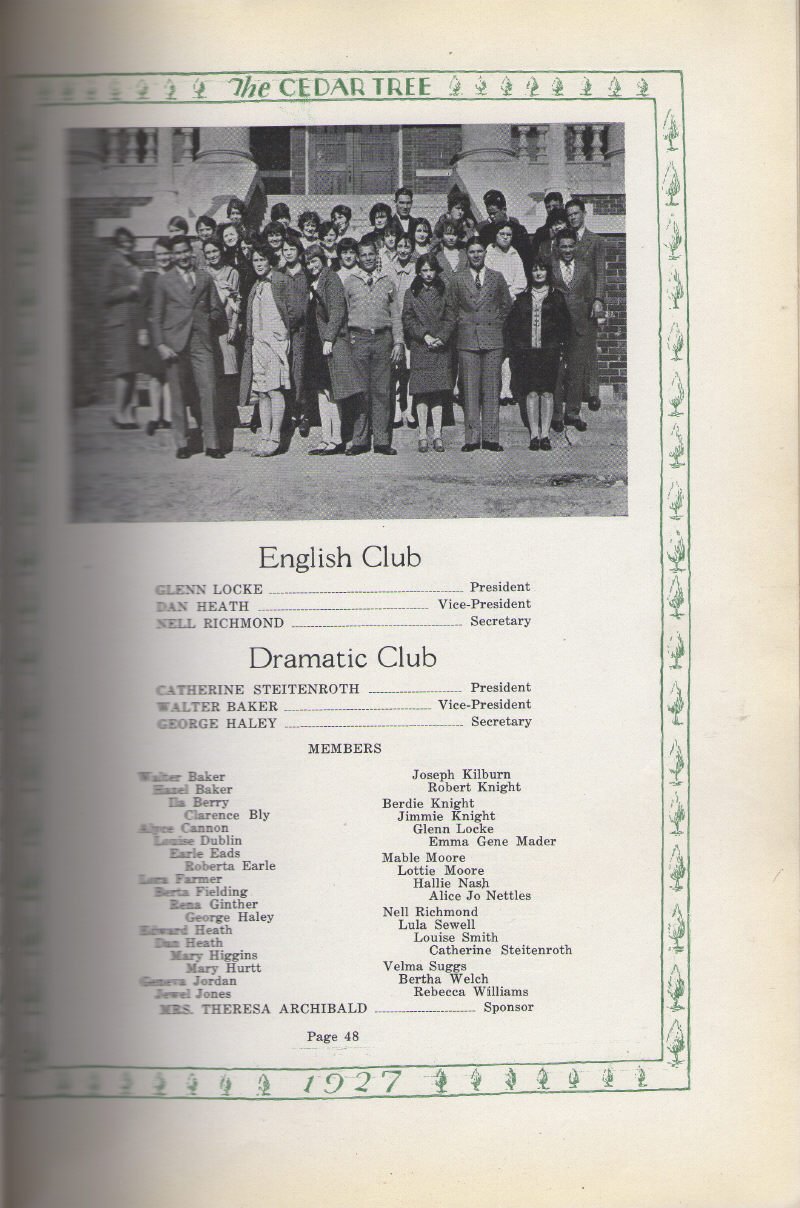 The CEDAR TREE
English Club
GLENN LOCKE President
DAN HEATH Vice-President
NELL RICHMOND Secretary
Dramatic Club
CATHERINE STEITENROTH President
WALTER BAKER Vice-President
GEORGE HALEY Secretary
MEMBERS
Walter Baker
Hazel Baker
Ila Berry
Clarence Bly
Cannon
Louise Dublin
Earle Eads
Roberta Earle
Lora Farmer
Berta Fielding
Rena Ginther
George Haley
Edward Heath
Dan Heath
Mary Higgins
Mary Hurtt
Geneva Jordan
Jewel Jones
Joseph Kilburn
Robert Knight
Berdie Knight
Jimmie Knight
Glenn Locke
Emma Gene Mader
Mable Moore
Lottie Moore
Hallie Nash
Alice Jo Nettles
Nell Richmond
Lula Sewell
Louise Smith
Catherine Steitenroth
Velma Suggs
Bertha Welch
Rebecca Williams
MRS. THERESA ARCHIBALD Sponsor
Page 48
1927